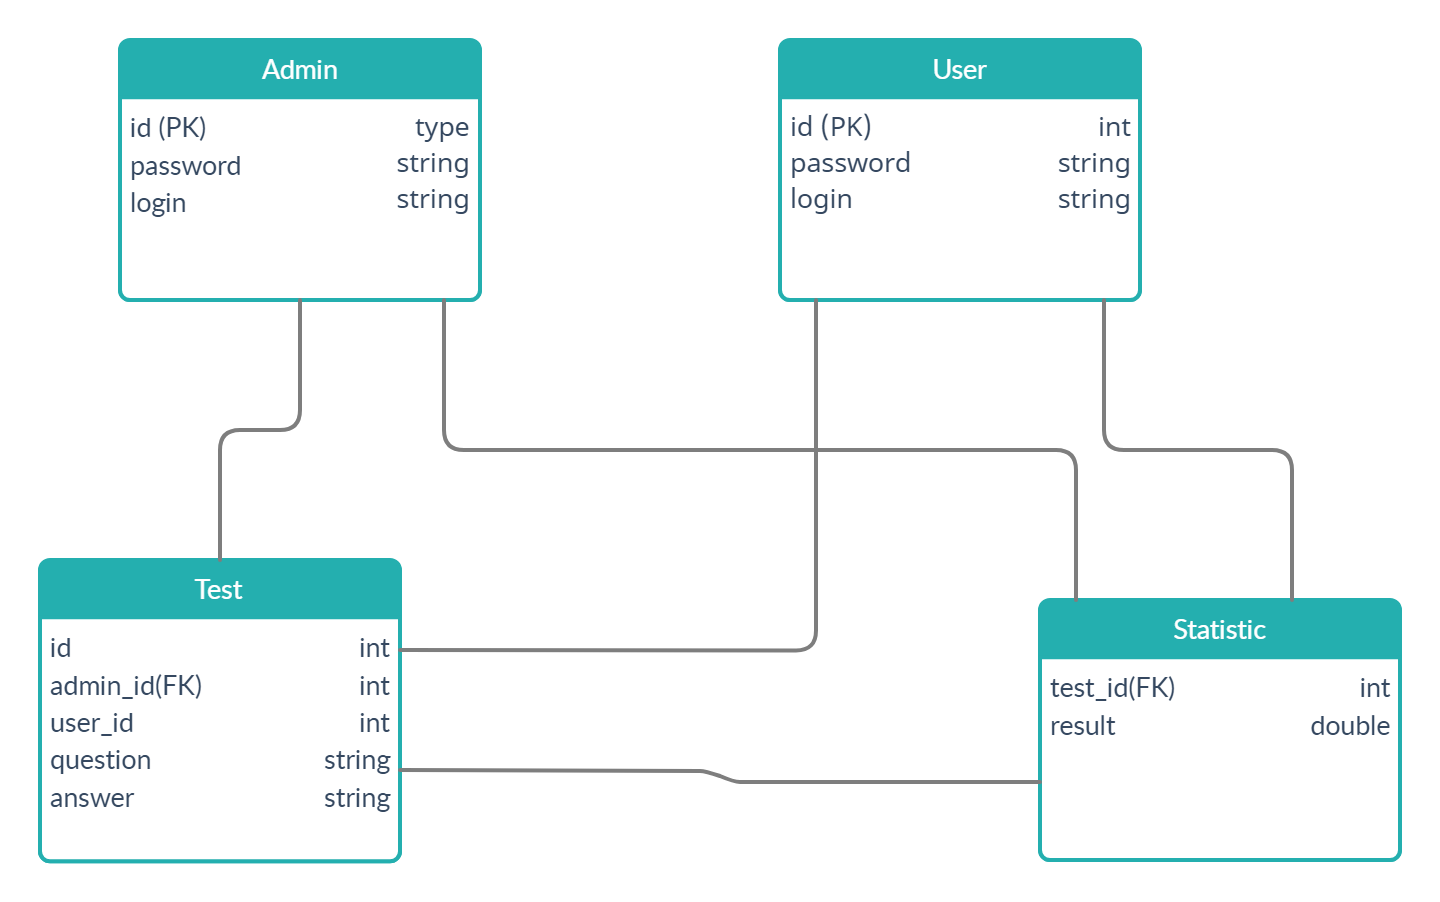 Admin
id (PK) type
password string
login string
User
id (PK) int
password string
login string
Test
id int
admin_id(FK) int
user_id int
question string
answer string
Statistic
test_id(FK) int
result double